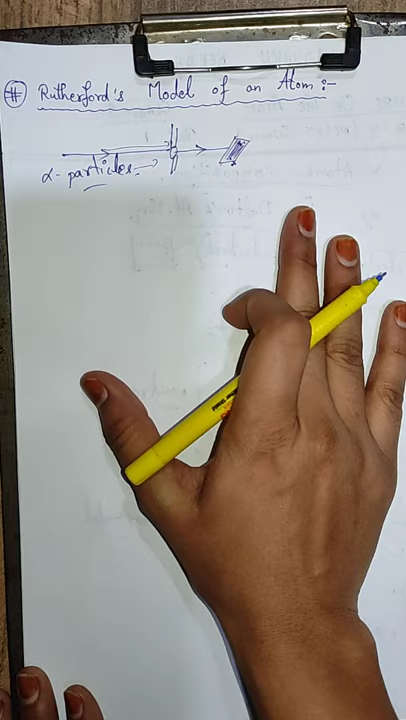 # Rutherford's Model of an Atom :-
α- particles